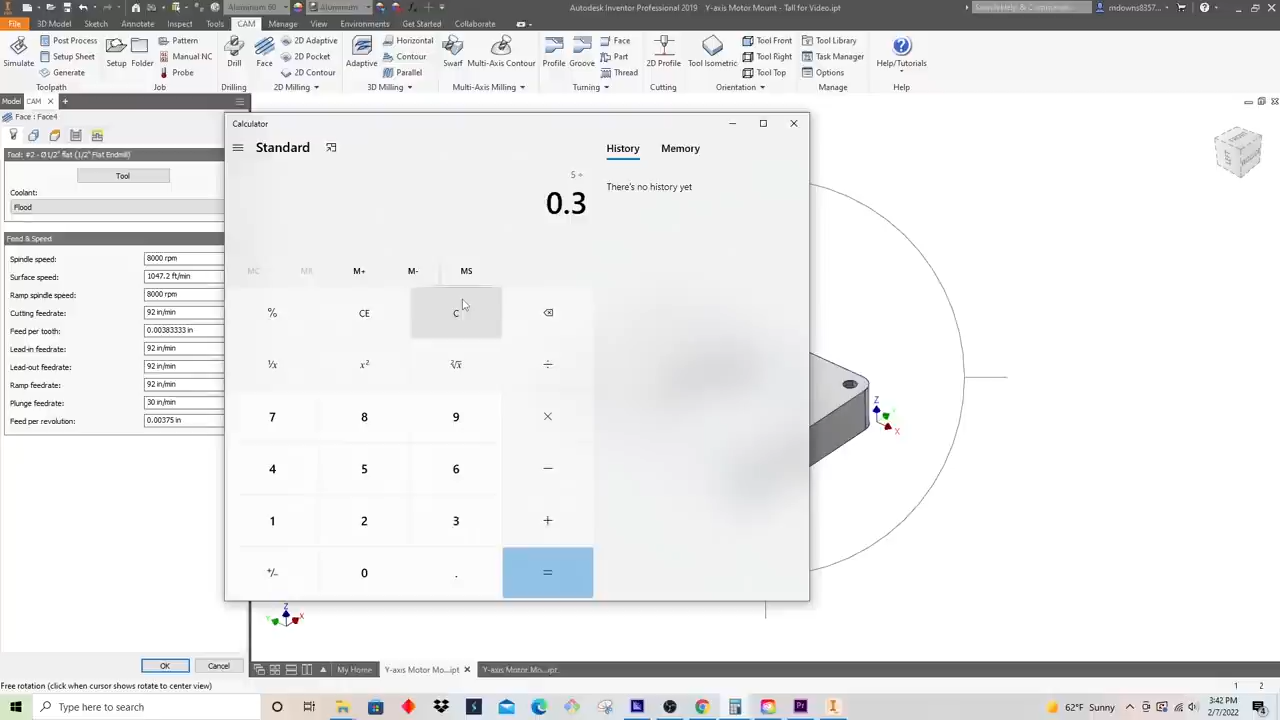 Aluminum 60
Aluminum
Autodesk Inventor Professional 2019
Y-axis Motor Mount - Tall for Video.ipt
mdowns8357...
File
3D Model
Sketch
Annotate
Inspect
Tools
CAM
Manage
View
Environments
Get Started
Collaborate
Simulate
Post Process
Setup Sheet
Generate
Toolpath
Setup
Folder
Pattern
Manual NC
Probe
Job
Drill
Drilling
Face
2D Adaptive
2D Pocket
2D Contour
2D Milling
Adaptive
Horizontal
Contour
Parallel
3D Milling
Swarf
Multi-Axis Contour
Multi-Axis Milling
Profile
Groove
Face
Part
Thread
Turning
2D Profile
Cutting
Tool Isometric
Tool Front
Tool Right
Tool Top
Orientation
Tool Library
Task Manager
Options
Manage
Help/Tutorials
Help
Model
CAM
Face : Face4
Tool: #2 - Ø1/2" flat (1/2" Flat Endmill)
Tool
Coolant:
Flood
Feed & Speed
Spindle speed: 8000 rpm
Surface speed: 1047.2 ft/min
Ramp spindle speed: 8000 rpm
Cutting feedrate: 92 in/min
Feed per tooth: 0.00383333 in
Lead-in feedrate: 92 in/min
Lead-out feedrate: 92 in/min
Ramp feedrate: 92 in/min
Plunge feedrate: 30 in/min
Feed per revolution: 0.00375 in
OK
Cancel
Calculator
Standard
History
Memory
There's no history yet
5 ÷
0.3
MC MR M+ M- MS
% CE C
¹/x x² ²√x ÷
7 8 9 ×
4 5 6 −
1 2 3 +
+/− 0 . =
Z
X
Z
X
Y
My Home
Y-axis Motor Mo...ipt
Y-axis Motor Mo...ipt
Free rotation (click when cursor shows rotate to center view)
1 2
Type here to search
62°F Sunny
3:42 PM
2/7/2022